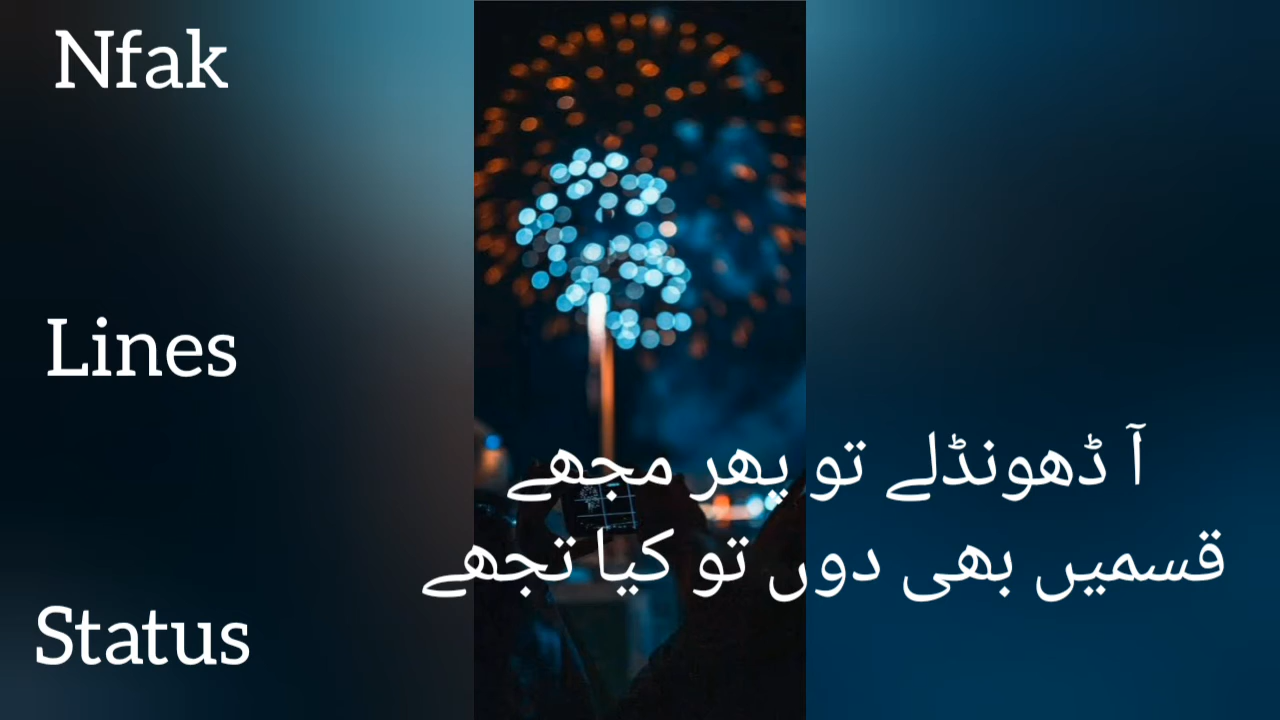 Nfak
Lines
Status
آ ڈھونڈلے تو پھر مجھے
قسمیں بھی دوں تو کیا تجھے